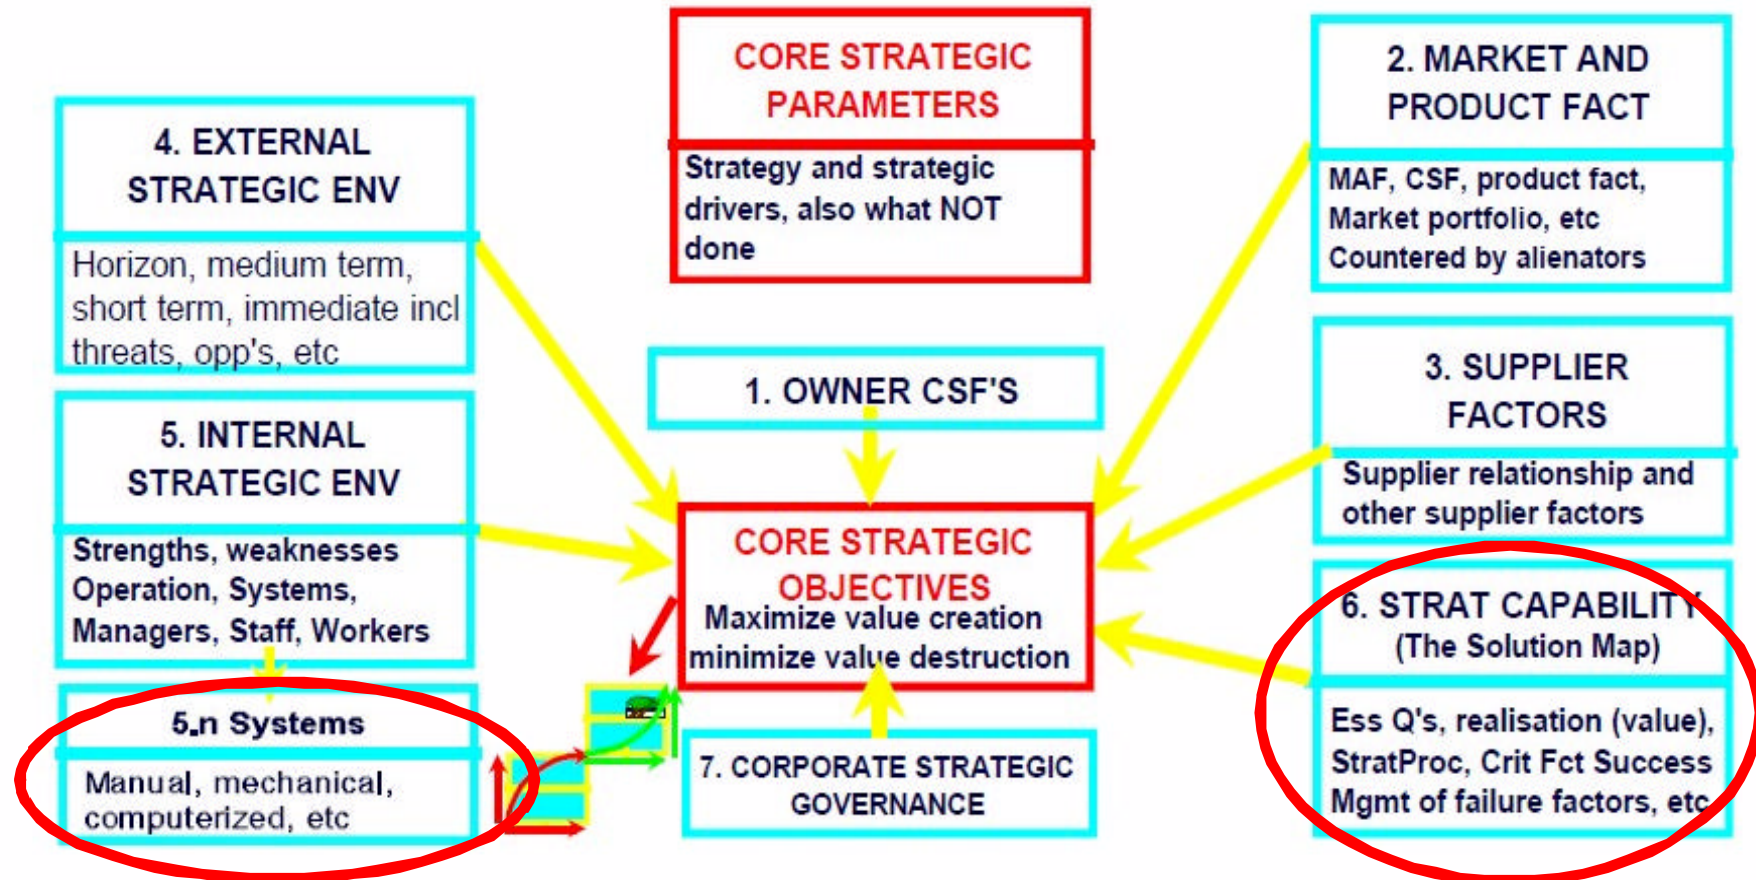 CORE STRATEGIC
PARAMETERS
Strategy and strategic
drivers, also what NOT
done
2. MARKET AND
PRODUCT FACT
MAF, CSF, product fact,
Market portfolio, etc
Countered by alienators
4. EXTERNAL
STRATEGIC ENV
Horizon, medium term,
short term, immediate incl
threats, opp's, etc
1. OWNER CSF'S
3. SUPPLIER
FACTORS
Supplier relationship and
other supplier factors
5. INTERNAL
STRATEGIC ENV
Strengths, weaknesses
Operation, Systems,
Managers, Staff, Workers
CORE STRATEGIC
OBJECTIVES
Maximize value creation
minimize value destruction
6. STRAT CAPABILITY
(The Solution Map)
Ess Q's, realisation (value),
StratProc, Crit Fct Success
Mgmt of failure factors, etc
5.n Systems
Manual, mechanical,
computerized, etc
7. CORPORATE STRATEGIC
GOVERNANCE